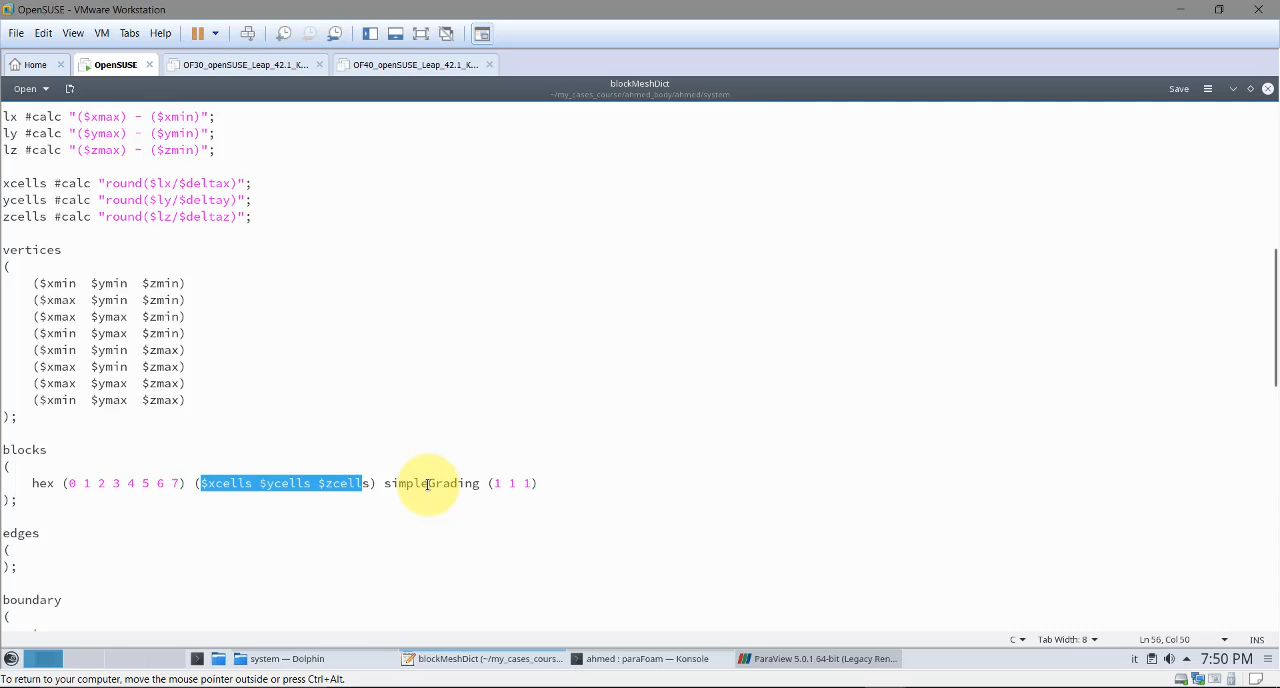 OpenSUSE - VMware Workstation
File Edit View VM Tabs Help
Home OpenSUSE OF30_openSUSE_Leap_42.1_K... OF40_openSUSE_Leap_42.1_K...
Open blockMeshDict Save
~/my_cases_course/ahmed_body/ahmed/system
lx #calc "($xmax) - ($xmin)";
ly #calc "($ymax) - ($ymin)";
lz #calc "($zmax) - ($zmin)";
xcells #calc "round($lx/$deltax)";
ycells #calc "round($ly/$deltay)";
zcells #calc "round($lz/$deltaz)";
vertices
(
($xmin $ymin $zmin)
($xmax $ymin $zmin)
($xmax $ymax $zmin)
($xmin $ymax $zmin)
($xmin $ymin $zmax)
($xmax $ymin $zmax)
($xmax $ymax $zmax)
($xmin $ymax $zmax)
);
blocks
(
hex (0 1 2 3 4 5 6 7) ($xcells $ycells $zcells) simpleGrading (1 1 1)
);
edges
(
);
boundary
(
C Tab Width: 8 Ln 56, Col 50 INS
system — Dolphin blockMeshDict (~/my_cases_cours... ahmed : paraFoam — Konsole ParaView 5.0.1 64-bit (Legacy Ren... it 7:50 PM
To return to your computer, move the mouse pointer outside or press Ctrl+Alt.